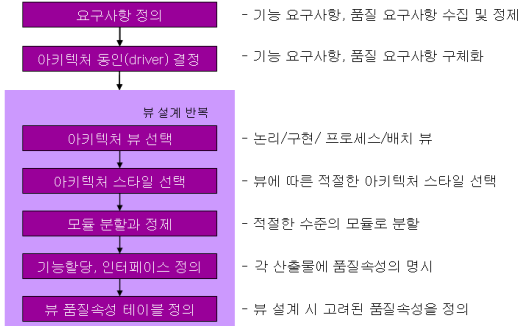 요구사항 정의 - 기능 요구사항, 품질 요구사항 수집 및 정제
아키텍처 동인(driver) 결정 - 기능 요구사항, 품질 요구사항 구체화
뷰 설계 반복
아키텍처 뷰 선택 - 논리/구현/ 프로세스/배치 뷰
아키텍처 스타일 선택 - 뷰에 따른 적절한 아키텍처 스타일 선택
모듈 분할과 정제 - 적절한 수준의 모듈로 분할
기능할당, 인터페이스 정의 - 각 산출물에 품질속성의 명시
뷰 품질속성 테이블 정의 - 뷰 설계 시 고려된 품질속성을 정의